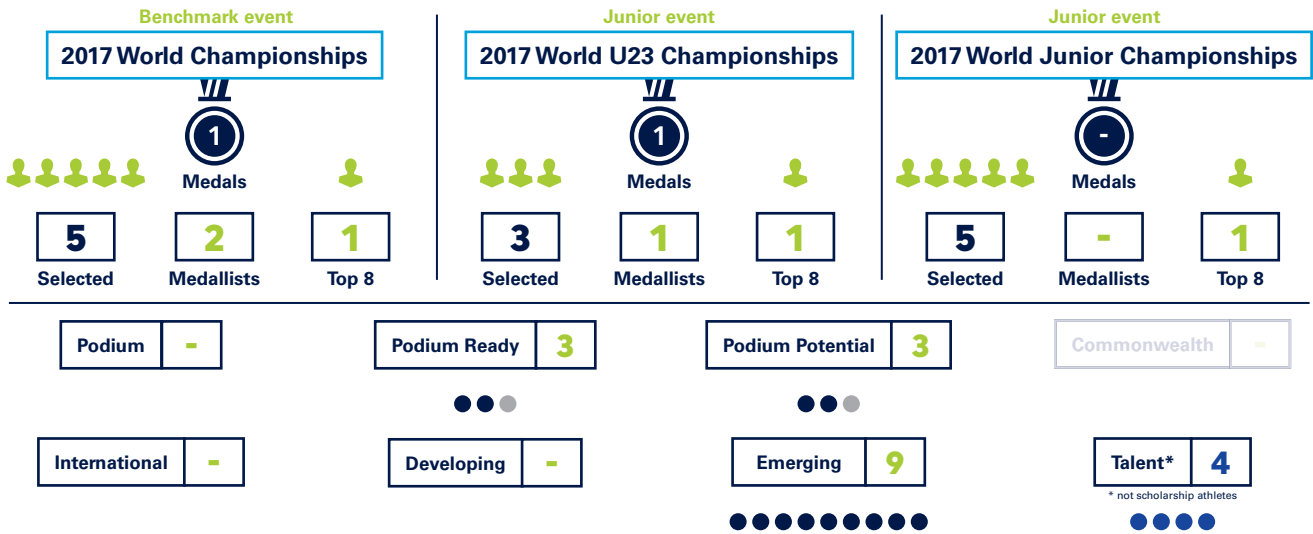 Benchmark event
2017 World Championships
1
Medals
5
Selected
2
Medallists
1
Top 8
Junior event
2017 World U23 Championships
1
Medals
3
Selected
1
Medallists
1
Top 8
Junior event
2017 World Junior Championships
-
Medals
5
Selected
-
Medallists
1
Top 8
Podium -
Podium Ready 3
Podium Potential 3
Commonwealth -
International -
Developing -
Emerging 9
Talent* 4
* not scholarship athletes